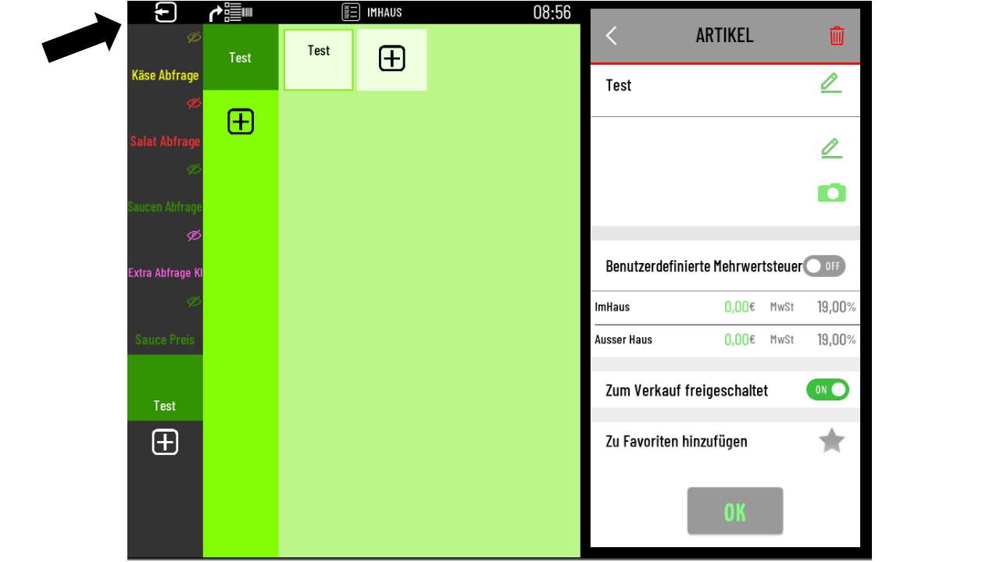 IMHAUS
08:56
Käse Abfrage
Salat Abfrage
Saucen Abfrage
Extra Abfrage Kl
Sauce Preis
Test
Test
Test
ARTIKEL
Test
Benutzerdefinierte Mehrwertsteuer OFF
ImHaus 0,00€ MwSt 19,00%
Ausser Haus 0,00€ MwSt 19,00%
Zum Verkauf freigeschaltet ON
Zu Favoriten hinzufügen
OK